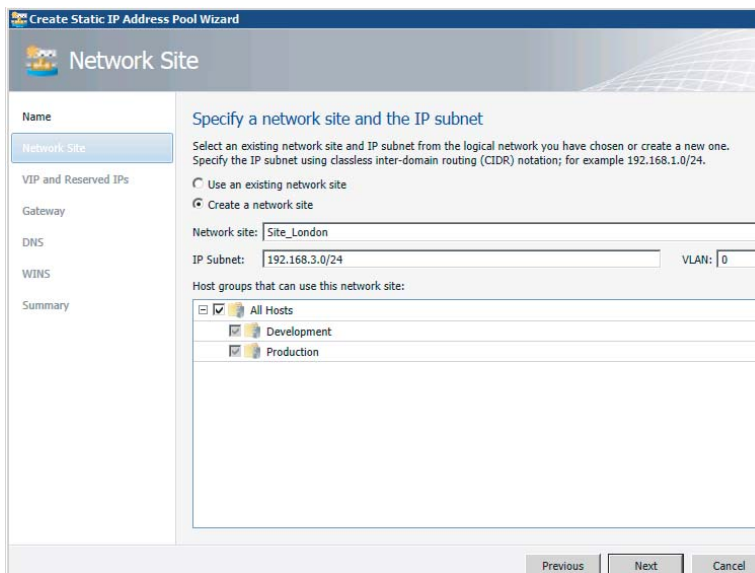 Create Static IP Address Pool Wizard
Network Site
Name
Network Site
VIP and Reserved IPs
Gateway
DNS
WINS
Summary
Specify a network site and the IP subnet
Select an existing network site and IP subnet from the logical network you have chosen or create a new one.
Specify the IP subnet using classless inter-domain routing (CIDR) notation; for example 192.168.1.0/24.
Use an existing network site
Create a network site
Network site: Site_London
IP Subnet: 192.168.3.0/24 VLAN: 0
Host groups that can use this network site:
All Hosts
Development
Production
Previous Next Cancel